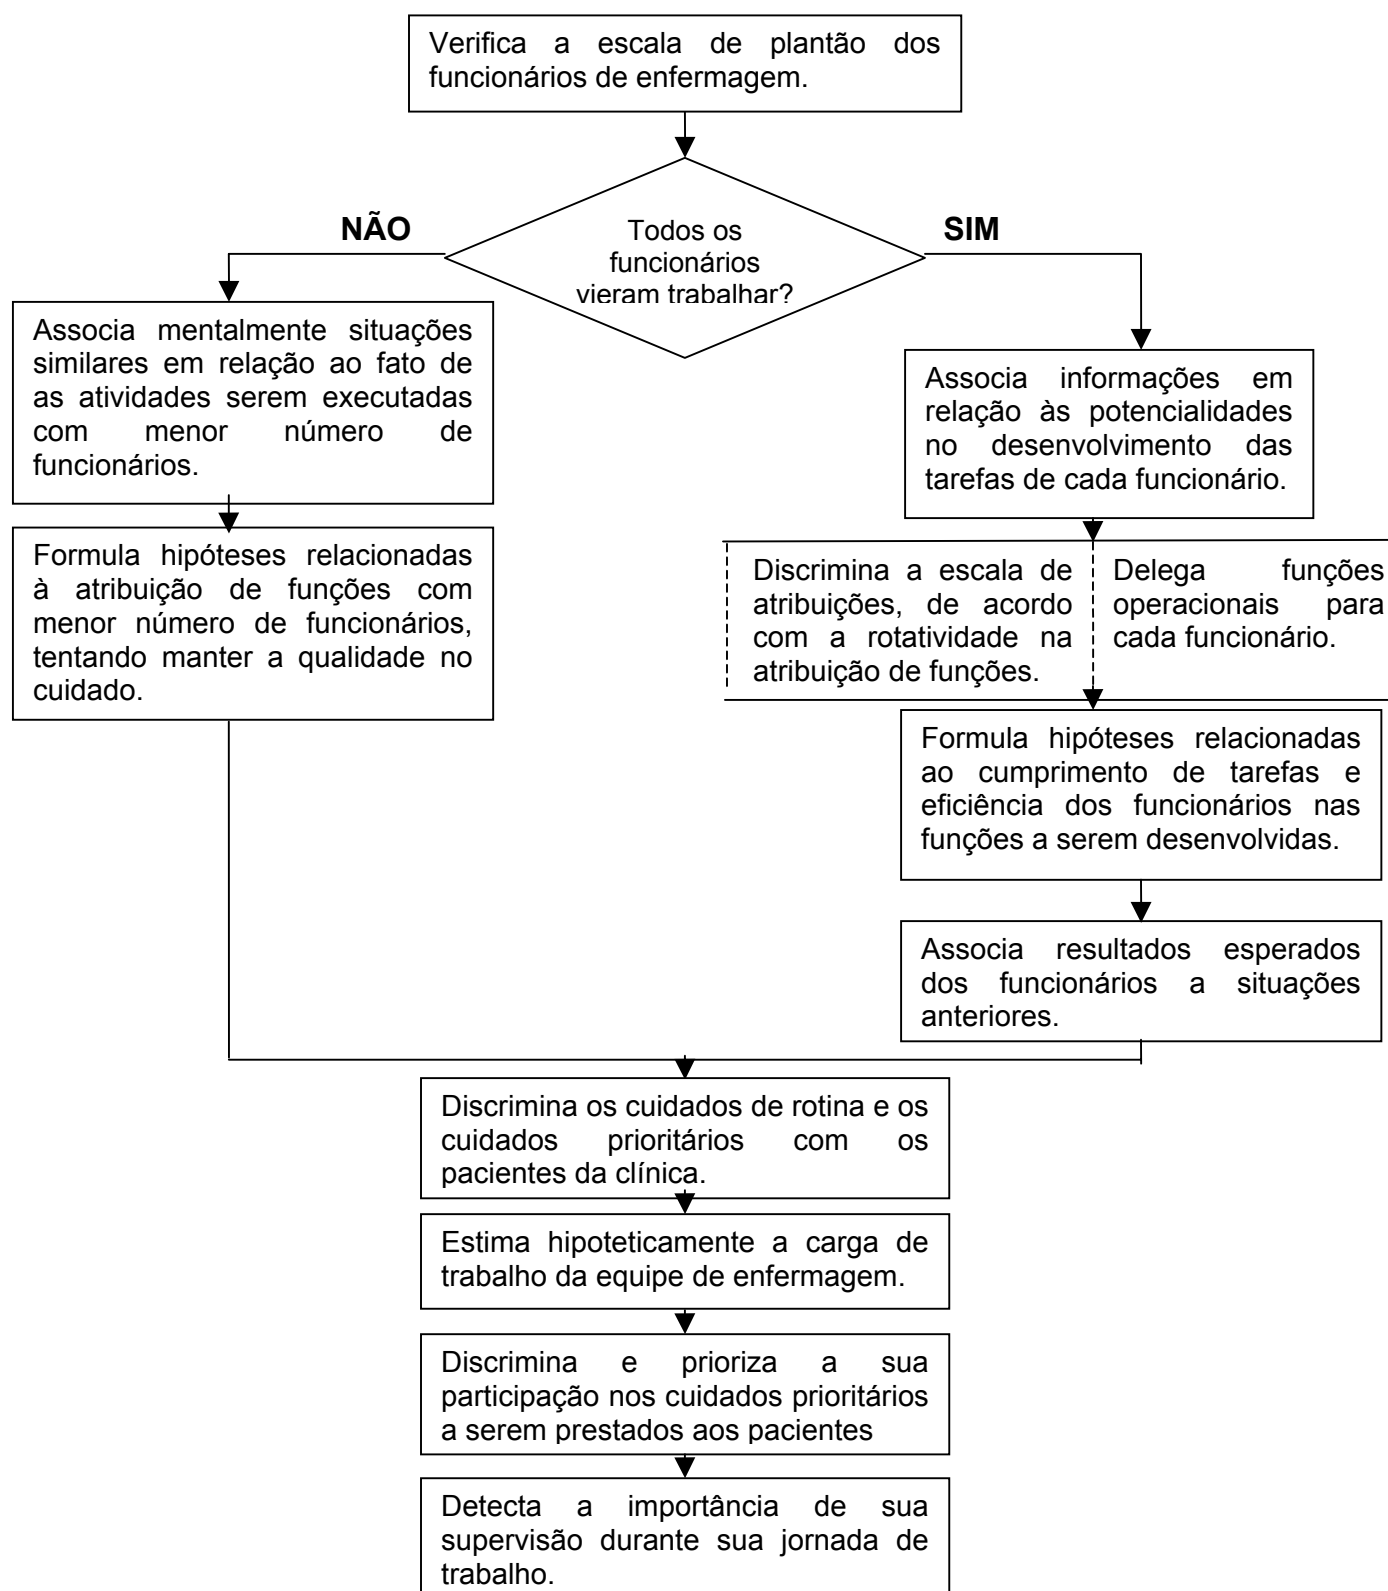 Verifica a escala de plantão dos
funcionários de enfermagem.
NÃO
SIM
Todos os
funcionários
vieram trabalhar?
Associa mentalmente situações
similares em relação ao fato de
as atividades serem executadas
com menor número de
funcionários.
Formula hipóteses relacionadas
à atribuição de funções com
menor número de funcionários,
tentando manter a qualidade no
cuidado.
Associa informações em
relação às potencialidades
no desenvolvimento das
tarefas de cada funcionário.
Discrimina a escala de
atribuições, de acordo
com a rotatividade na
atribuição de funções.
Delega funções
operacionais para
cada funcionário.
Formula hipóteses relacionadas
ao cumprimento de tarefas e
eficiência dos funcionários nas
funções a serem desenvolvidas.
Associa resultados esperados
dos funcionários a situações
anteriores.
Discrimina os cuidados de rotina e os
cuidados prioritários com os
pacientes da clínica.
Estima hipoteticamente a carga de
trabalho da equipe de enfermagem.
Discrimina e prioriza a sua
participação nos cuidados prioritários
a serem prestados aos pacientes
Detecta a importância de sua
supervisão durante sua jornada de
trabalho.